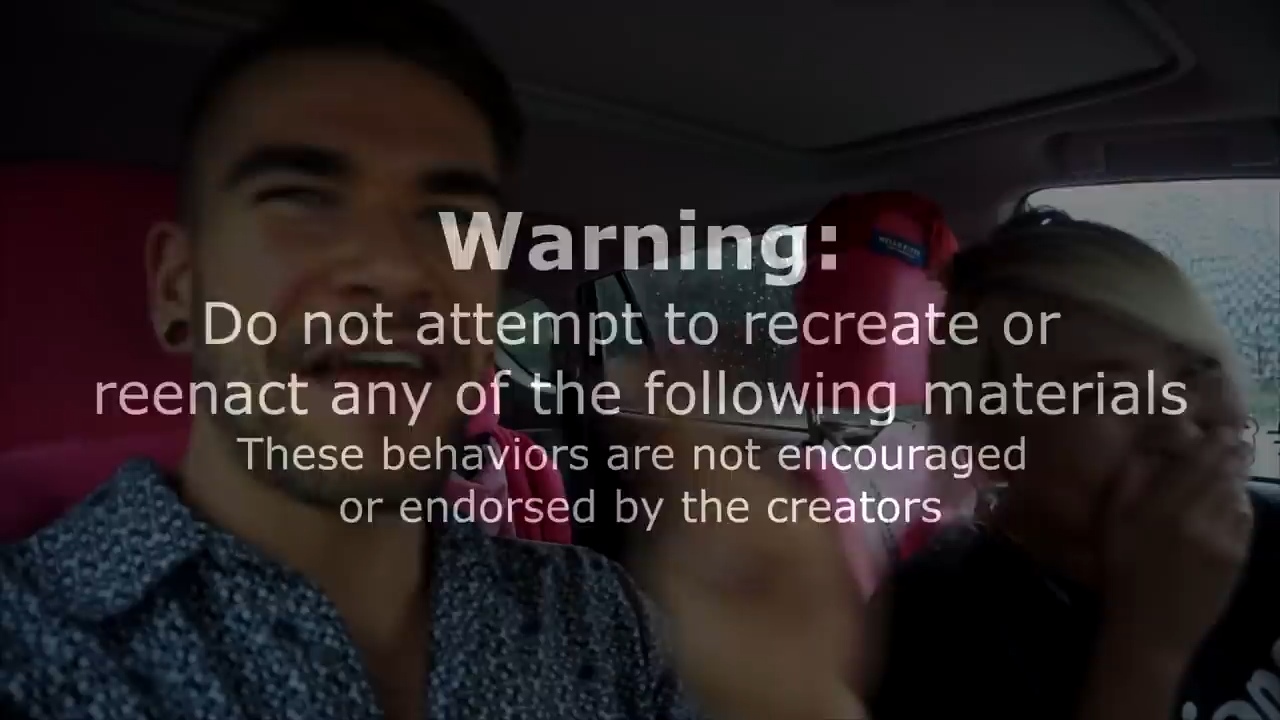 Warning:
Do not attempt to recreate or
reenact any of the following materials
These behaviors are not encouraged
or endorsed by the creators